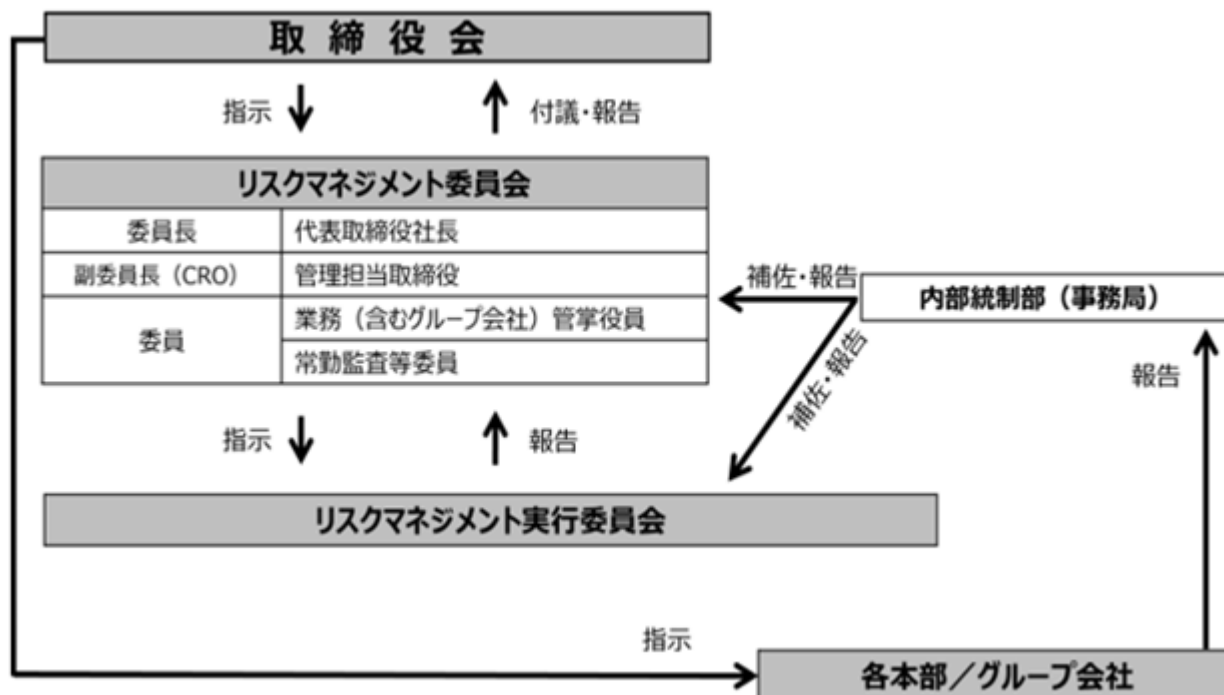 取締役会
指示
付議・報告
リスクマネジメント委員会
委員長
代表取締役社長
副委員長（CRO）
管理担当取締役
委員
業務（含むグループ会社）管掌役員
常勤監査等委員
補佐・報告
内部統制部（事務局）
補佐・報告
報告
指示
報告
リスクマネジメント実行委員会
指示
各本部／グループ会社